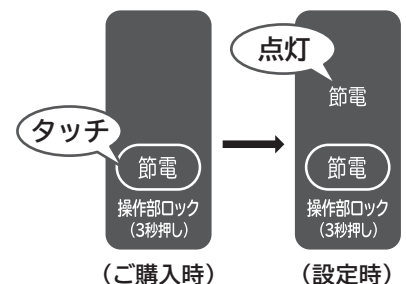 タッチ
節電
操作部ロック
(3秒押し)
(ご購入時)
点灯
節電
節電
操作部ロック
(3秒押し)
(設定時)